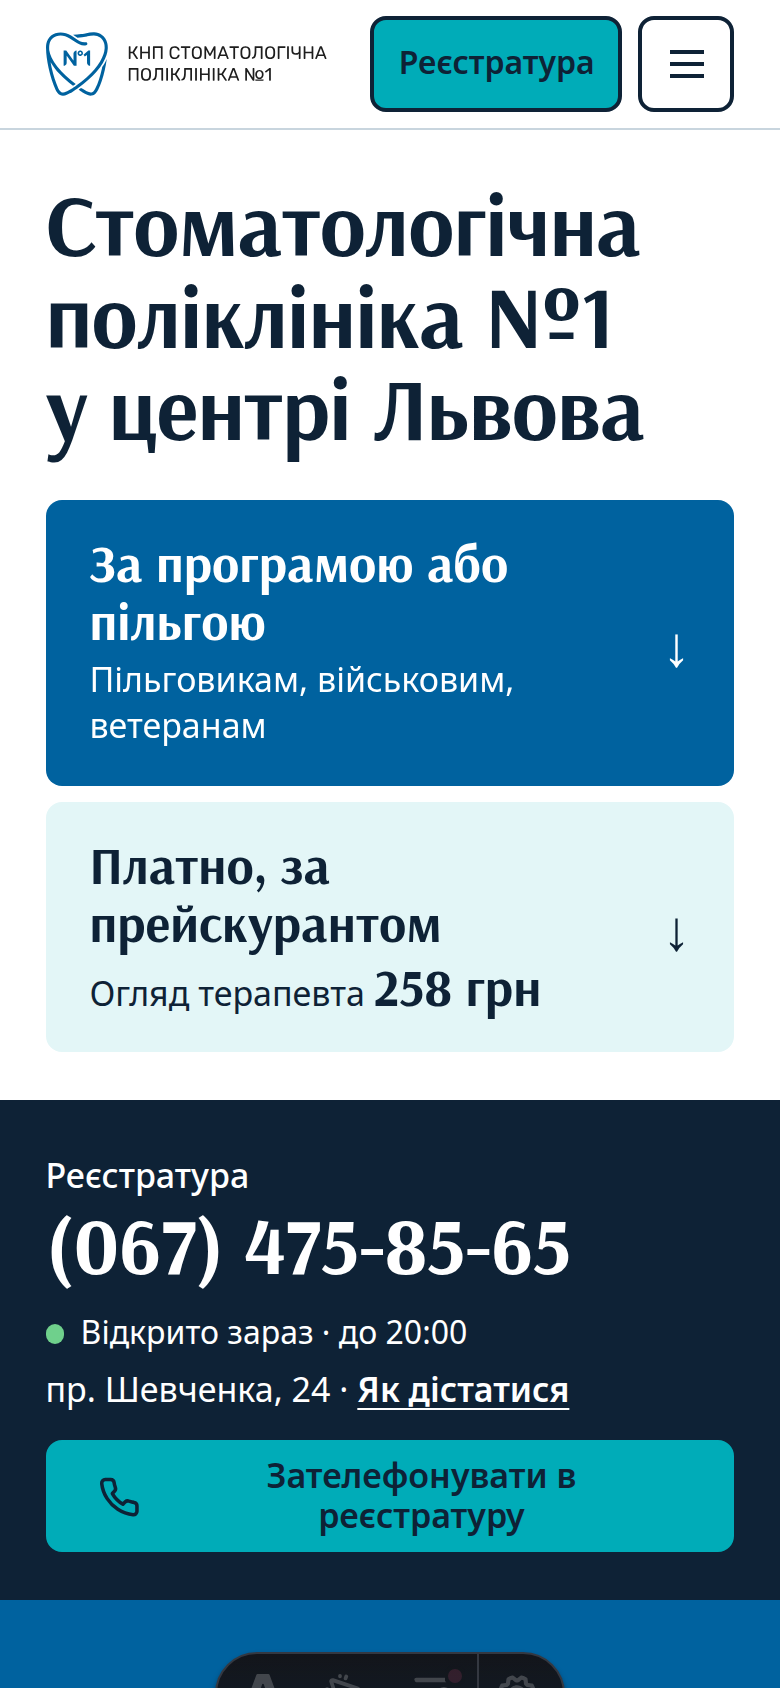 №1
КНП СТОМАТОЛОГІЧНА
ПОЛІКЛІНІКА №1
Реєстратура
Стоматологічна
поліклініка №1
у центрі Львова
За програмою або
пільгою
Пільговикам, військовим,
ветеранам
↓
Платно, за
прейскурантом
Огляд терапевта 258 грн
↓
Реєстратура
(067) 475-85-65
Відкрито зараз · до 20:00
пр. Шевченка, 24 · Як дістатися
Зателефонувати в
реєстратуру